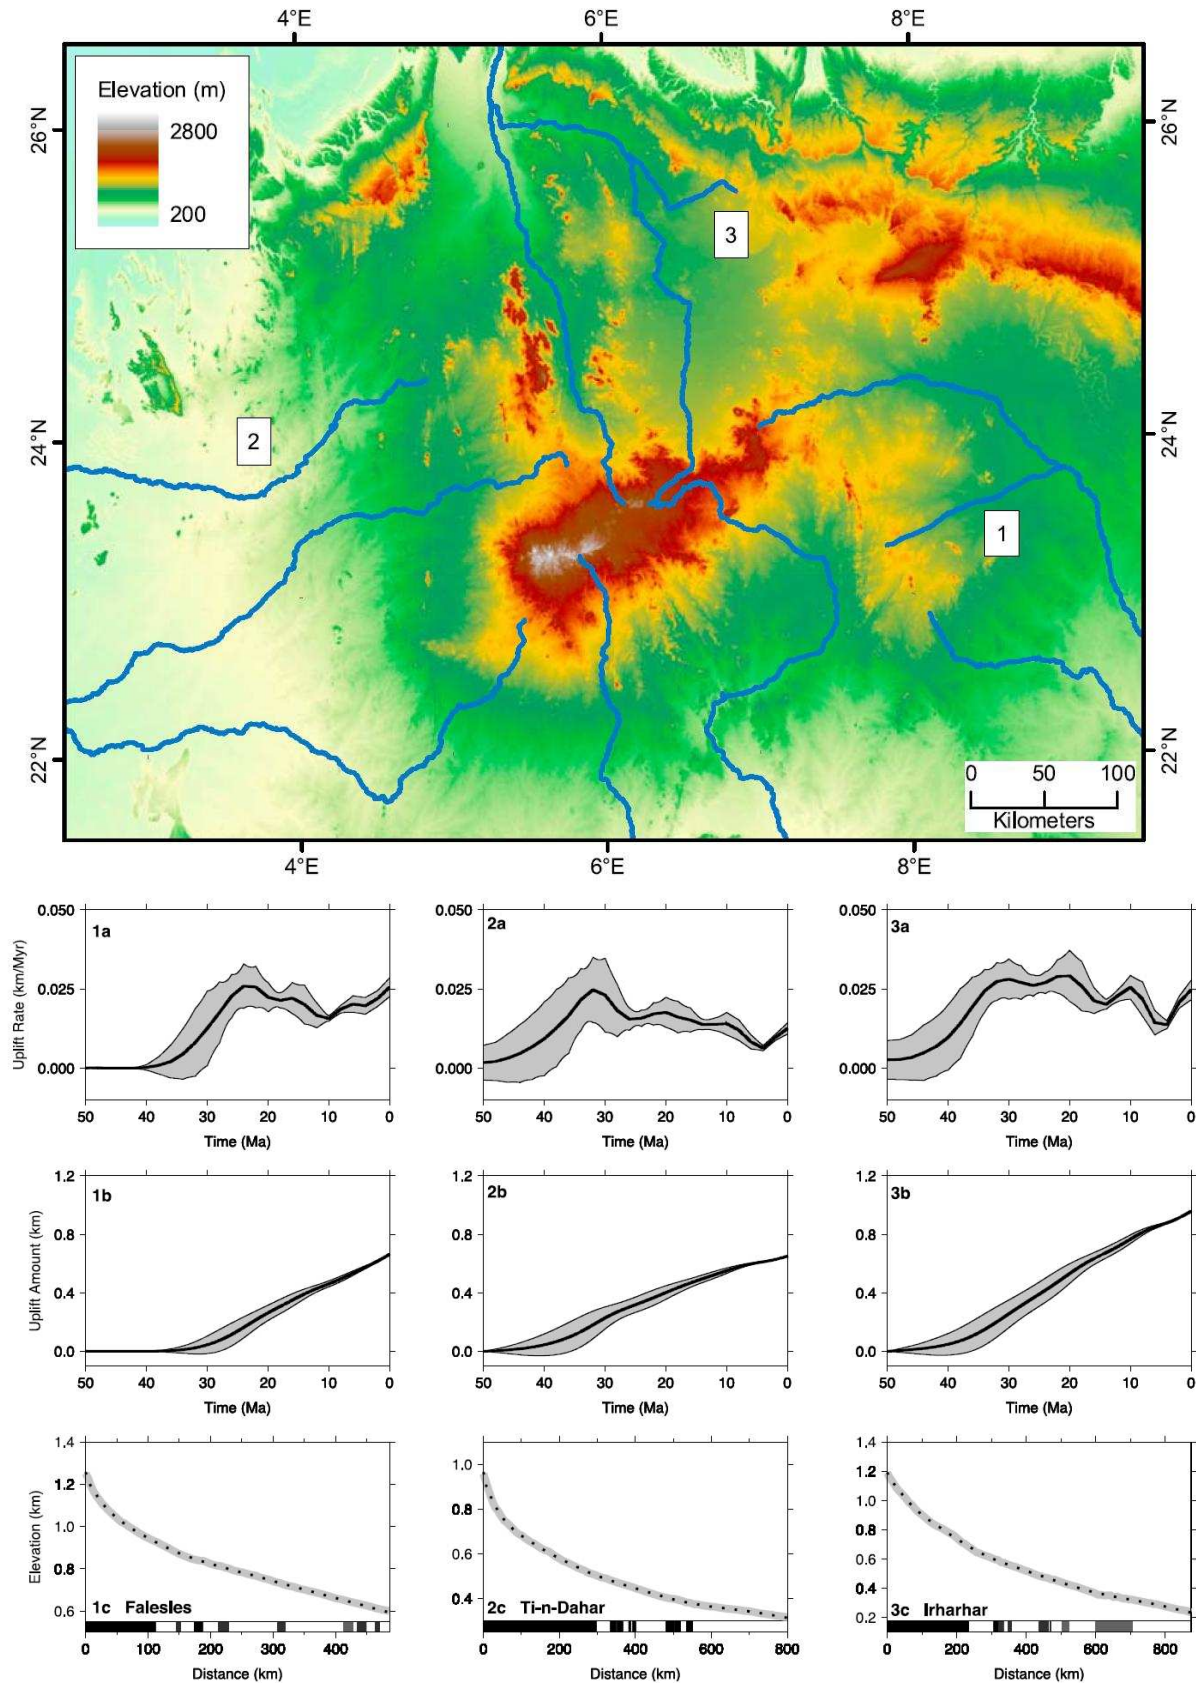 4°E 6°E 8°E
Elevation (m)
2800
200
26°N 26°N
3
24°N 24°N
2
1
22°N 22°N
0 50 100
Kilometers
4°E 6°E 8°E
Uplift Rate (km/Myr)
0.050 0.025 0.000
1a
50 40 30 20 10 0
Time (Ma)
0.050 0.025 0.000
2a
50 40 30 20 10 0
Time (Ma)
0.050 0.025 0.000
3a
50 40 30 20 10 0
Time (Ma)
Uplift Amount (km)
1.2 0.8 0.4 0.0
1b
50 40 30 20 10 0
Time (Ma)
1.2 0.8 0.4 0.0
2b
50 40 30 20 10 0
Time (Ma)
1.2 0.8 0.4 0.0
3b
50 40 30 20 10 0
Time (Ma)
Elevation (km)
1.4 1.2 1.0 0.8 0.6
1c Falesles
0 100 200 300 400
Distance (km)
1.0 0.8 0.6 0.4
2c Ti-n-Dahar
0 200 400 600 800
Distance (km)
1.4 1.2 1.0 0.8 0.6 0.4 0.2
3c Irharhar
0 200 400 600 800
Distance (km)